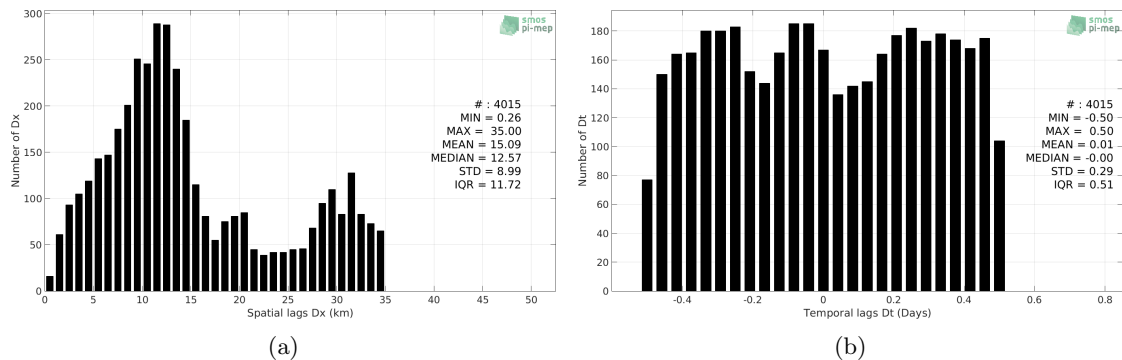 300
250
200
150
100
50
0
Number of Dx
0 5 10 15 20 25 30 35 40 45 50
Spatial lags Dx (km)
smos
pi-mep
# : 4015
MIN = 0.26
MAX = 35.00
MEAN = 15.09
MEDIAN = 12.57
STD = 8.99
IQR = 11.72
(a)
180
160
140
120
100
80
60
40
20
0
Number of Dt
-0.4 -0.2 0 0.2 0.4 0.6 0.8
Temporal lags Dt (Days)
smos
pi-mep
# : 4015
MIN = -0.50
MAX = 0.50
MEAN = 0.01
MEDIAN = -0.00
STD = 0.29
IQR = 0.51
(b)